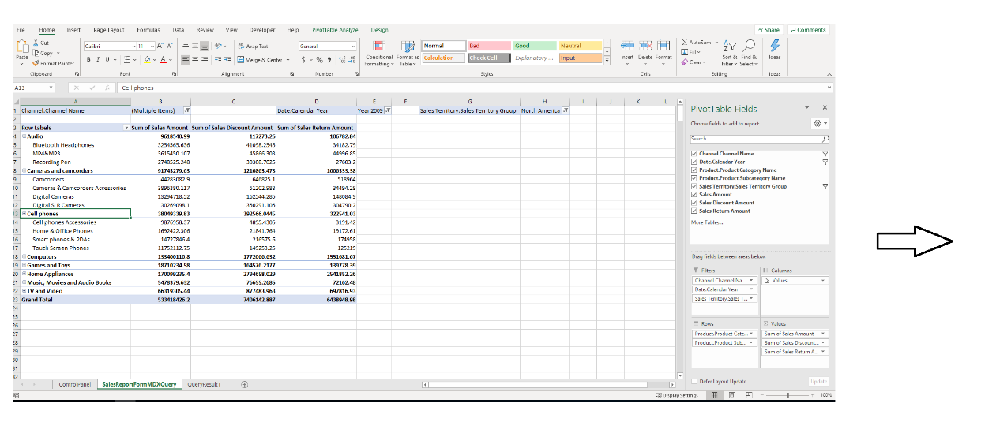 File Home Insert Page Layout Formulas Data Review View Developer Help PivotTable Analyze Design Share Comments
Paste Cut Copy Format Painter Clipboard
Calibri 11 A A B I U A Font
Wrap Text Merge & Center Alignment
General $ % Number
Conditional Formatting Format as Table
Normal Bad Good Neutral
Calculation Check Cell Explanatory ... Input
Styles
Insert Delete Format Cells
AutoSum Fill Clear Sort & Filter Find & Select Editing
Ideas Ideas
A13 Cell phones
A B C D E F G H I J K L
1 Channel.Channel Name (Multiple Items) Date.Calendar Year Year 2009 Sales Territory.Sales Territory Group North America
2
3 Row Labels Sum of Sales Amount Sum of Sales Discount Amount Sum of Sales Return Amount
4 Audio 9618540.99 117273.26 106782.84
5 Bluetooth Headphones 3254565.636 41098.2545 34182.79
6 MP4&MP3 3615450.107 45866.303 44996.85
7 Recording Pen 2748525.248 30308.7025 27603.2
8 Cameras and camcorders 91743279.63 1210863.473 1006333.38
9 Camcorders 44283082.9 646825.1 518964
10 Cameras & Camcorders Accessories 3896380.117 51202.983 34494.28
11 Digital Cameras 13294718.52 162544.285 148084.9
12 Digital SLR Cameras 30269098.1 350291.105 304790.2
13 Cell phones 38049339.83 392566.0445 322541.03
14 Cell phones Accessories 9876958.37 4895.4305 3191.42
15 Home & Office Phones 1692422.306 21841.764 19172.61
16 Smart phones & PDAs 14727846.4 216575.6 174958
17 Touch Screen Phones 11752112.75 149253.25 125219
18 Computers 133400110.8 1772066.632 1551681.67
19 Games and Toys 18710234.58 164576.2177 139778.39
20 Home Appliances 170099235.4 2794658.029 2541852.26
21 Music, Movies and Audio Books 5478379.632 76655.2685 72162.48
22 TV and Video 66319305.44 877483.963 697816.93
23 Grand Total 533418426.2 7406142.887 6438948.98
24
25
26
27
28
29
30
31
32
ControlPanel SalesReportFormMDXQuery QueryResult1
Display Settings 100%
PivotTable Fields
Choose fields to add to report:
Search
Channel.Channel Name
Date.Calendar Year
Product.Product Category Name
Product.Product Subcategory Name
Sales Territory.Sales Territory Group
Sales Amount
Sales Discount Amount
Sales Return Amount
More Tables...
Drag fields between areas below:
Filters
Channel.Channel Na...
Date.Calendar Year
Sales Territory.Sales T...
Columns
Σ Values
Rows
Product.Product Cate...
Product.Product Sub...
Σ Values
Sum of Sales Amount
Sum of Sales Discount...
Sum of Sales Return A...
Defer Layout Update Update